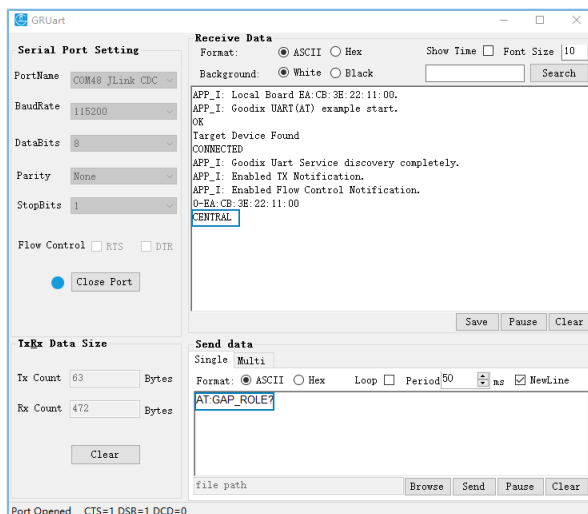 GRUart
Serial Port Setting
PortName COM48 JLink CDC
BaudRate 115200
DataBits 8
Parity None
StopBits 1
Flow Control RTS DTR
Close Port
TxRx Data Size
Tx Count 63 Bytes
Rx Count 472 Bytes
Clear
Receive Data
Format: ASCII Hex Show Time Font Size 10
Background: White Black Search
APP_I: Local Board EA:CB:3E:22:11:00.
APP_I: Goodix UART(AT) example start.
OK
Target Device Found
CONNECTED
APP_I: Goodix Uart Service discovery completely.
APP_I: Enabled TX Notification.
APP_I: Enabled Flow Control Notification.
0-EA:CB:3E:22:11:00
CENTRAL
Save Pause Clear
Send data
Single Multi
Format: ASCII Hex Loop Period 50 ms NewLine
AT:GAP_ROLE?
file path Browse Send Pause Clear
Port Opened CTS=1 DSR=1 DCD=0